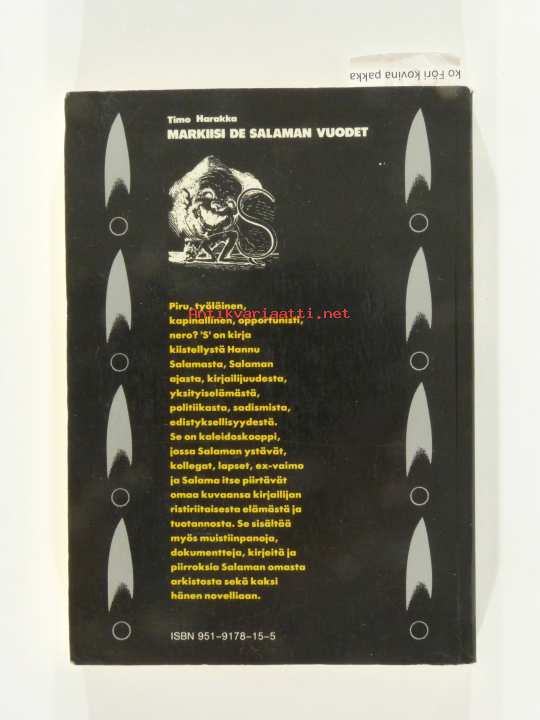 ko Föri kovina pakka
Timo Harakka
MARKIISI DE SALAMAN VUODET
S
Piru, työläinen,
Antikvariaatti.net
kapinallinen, opportunisti,
nero? 'S' on kirja
kiistellystä Hannu
Salamasta, Salaman
ajasta, kirjailijuudesta,
yksityiselämästä,
politiikasta, sadismista,
edistyksellisyydestä.
Se on kaleidoskooppi,
jossa Salaman ystävät,
kollegat, lapset, ex-vaimo
ja Salama itse piirtävät
omaa kuvaansa kirjailijan
ristiriitaisesta elämästä ja
tuotannosta. Se sisältää
myös muistiinpanoja,
dokumentteja, kirjeitä ja
piirroksia Salaman omasta
arkistosta sekä kaksi
hänen novelliaan.
ISBN 951-9178-15-5